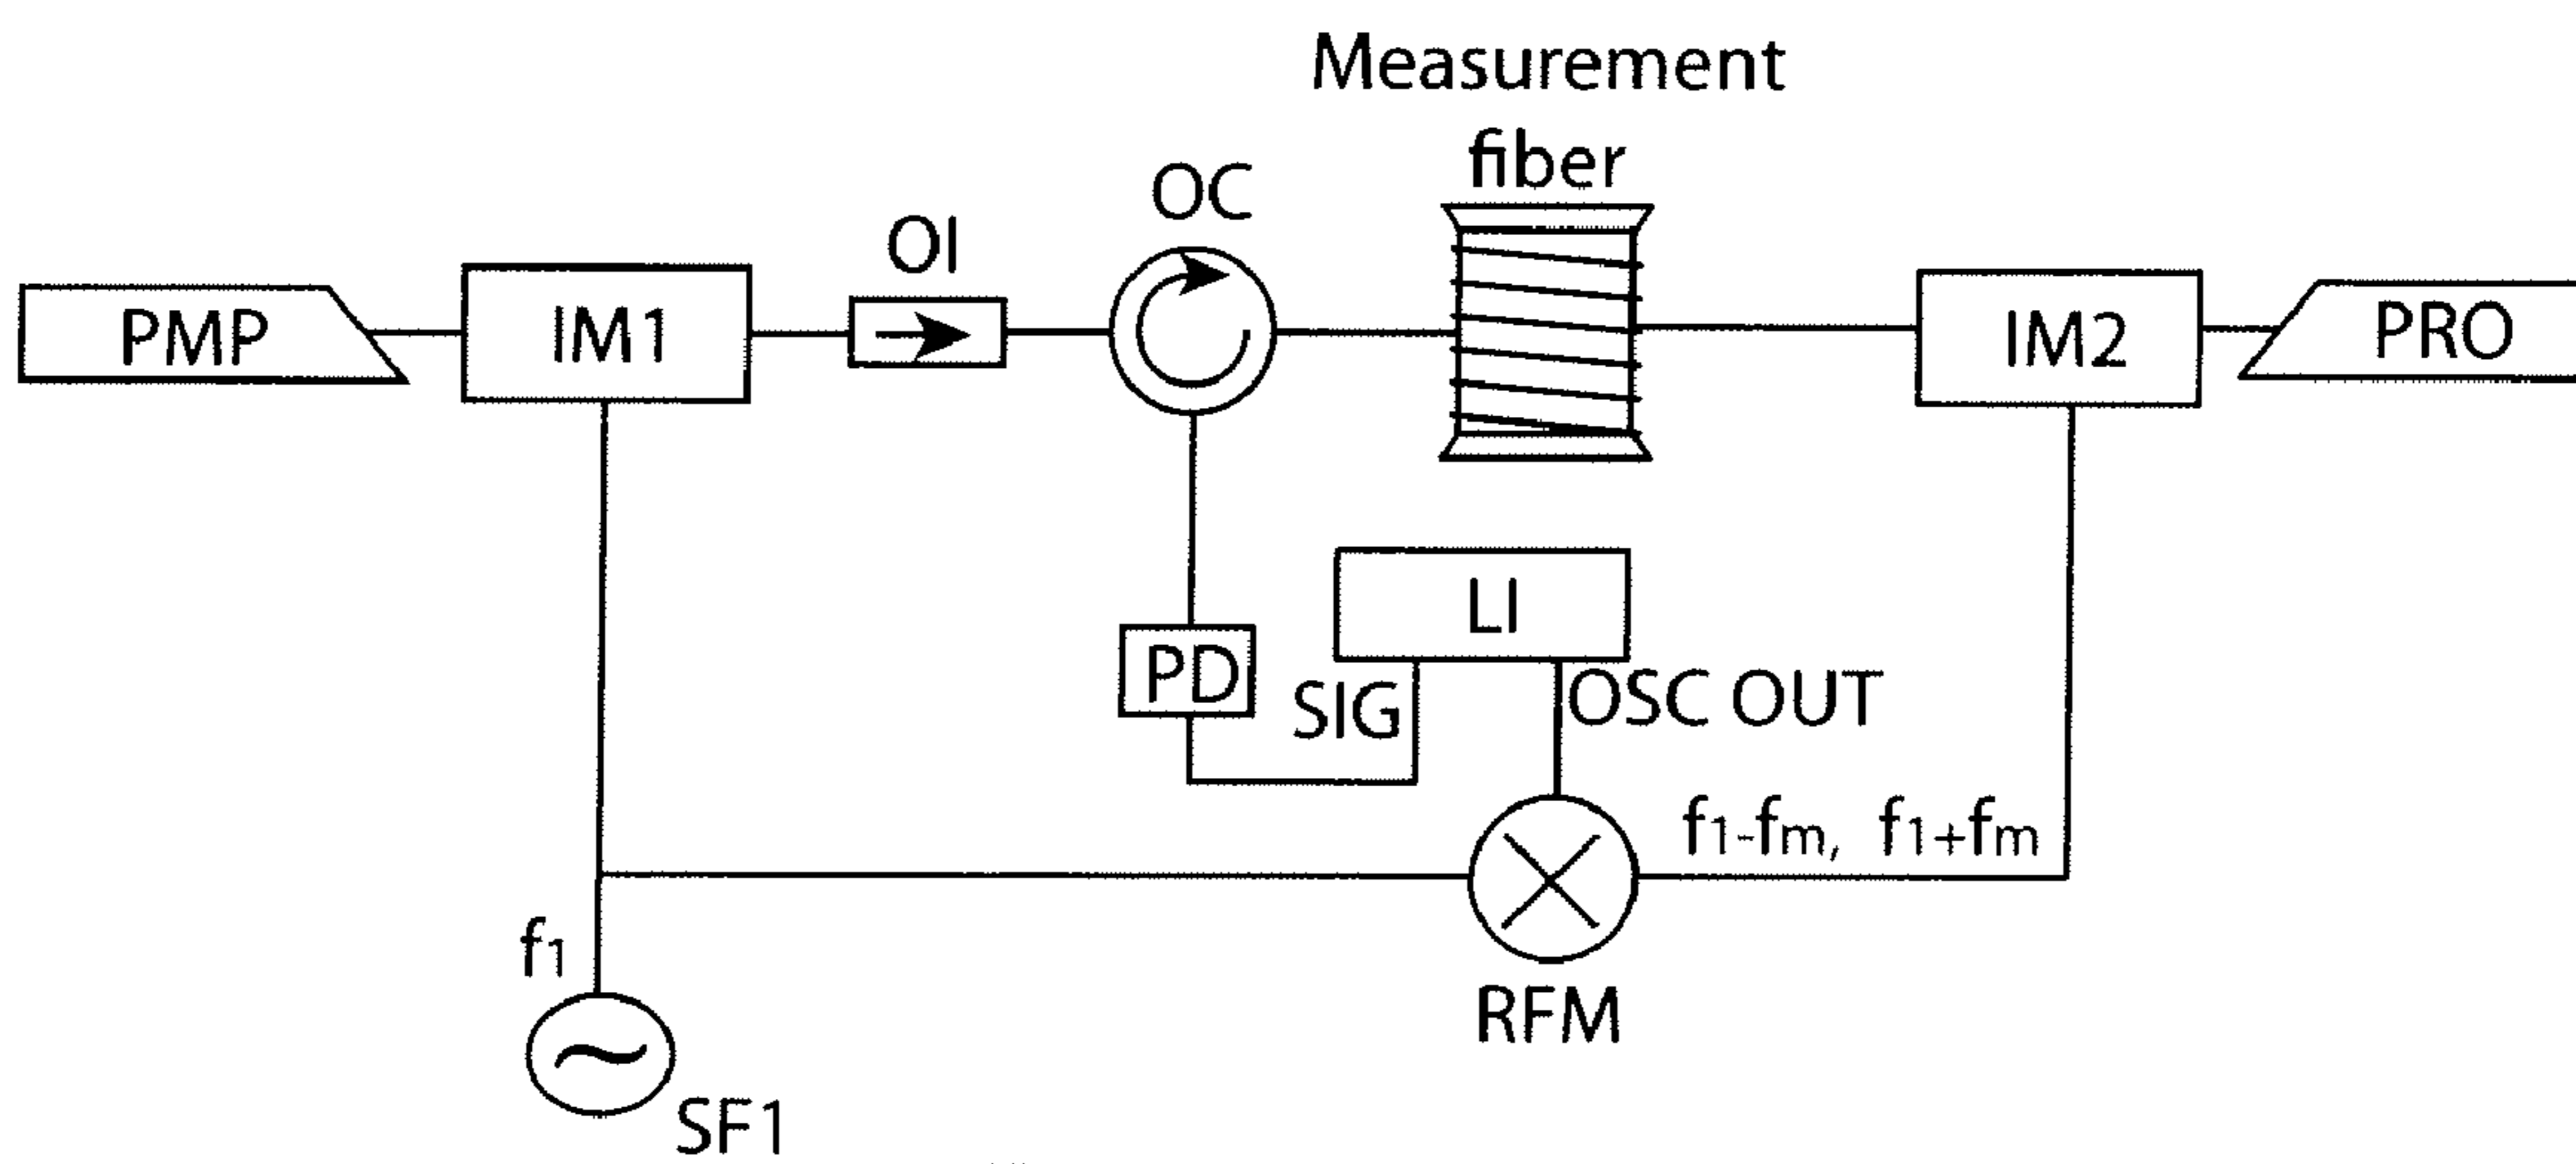 Measurement
fiber
OC
OI
PMP
IM1
IM2
PRO
LI
PD
SIG
OSC OUT
f1-fm, f1+fm
f1
RFM
SF1